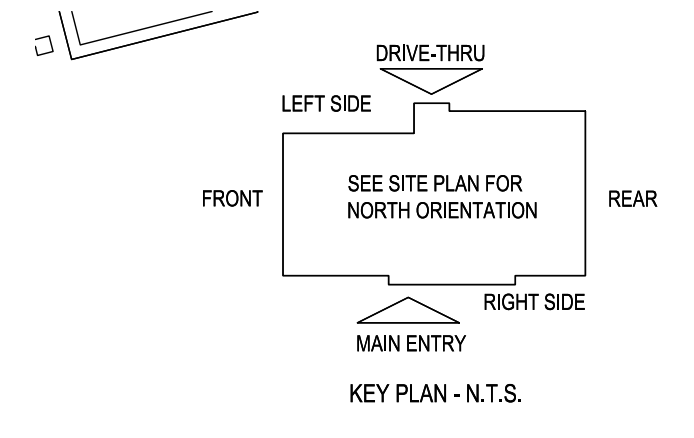 DRIVE-THRU
LEFT SIDE
FRONT
SEE SITE PLAN FOR
NORTH ORIENTATION
REAR
RIGHT SIDE
MAIN ENTRY
KEY PLAN - N.T.S.